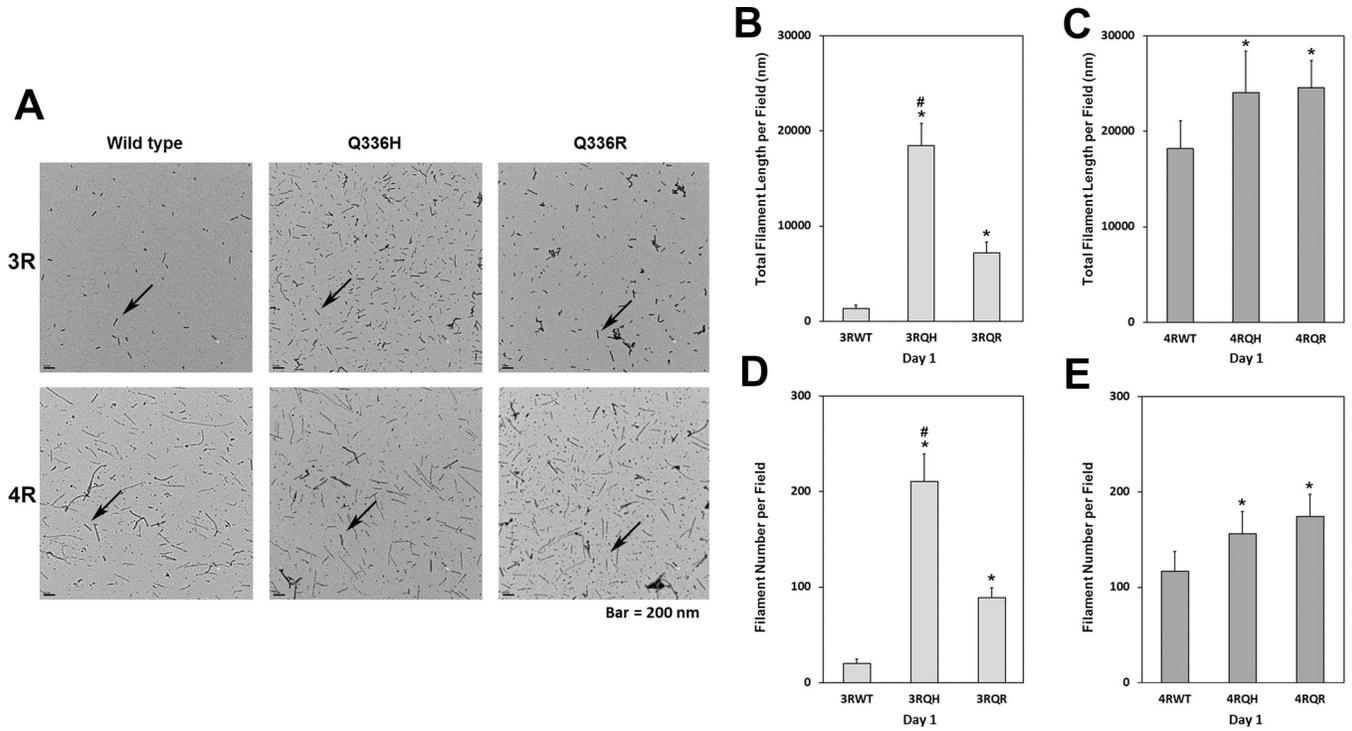 A
Wild type Q336H Q336R
3R
4R
Bar = 200 nm
B
Total Filament Length per Field (nm)
30000
20000
10000
0
#
*
*
3RWT 3RQH 3RQR
Day 1
C
Total Filament Length per Field (nm)
30000
20000
10000
0
*
*
4RWT 4RQH 4RQR
Day 1
D
Filament Number per Field
300
200
100
0
#
*
*
3RWT 3RQH 3RQR
Day 1
E
Filament Number per Field
300
200
100
0
*
*
4RWT 4RQH 4RQR
Day 1